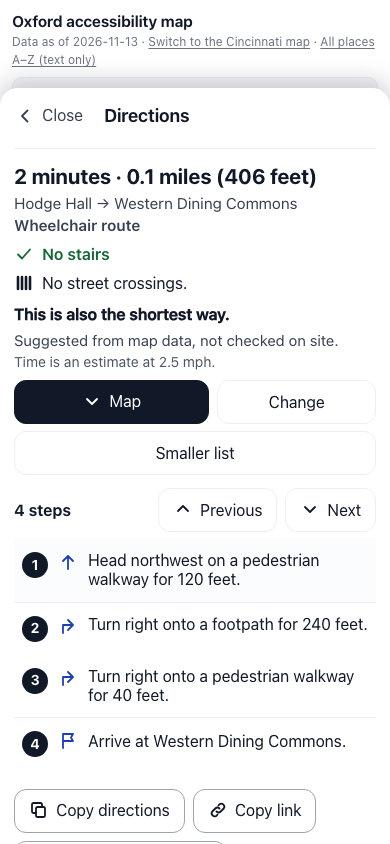 Oxford accessibility map
Data as of 2026-11-13 · Switch to the Cincinnati map · All places
A–Z (text only)
Close
Directions
2 minutes · 0.1 miles (406 feet)
Hodge Hall → Western Dining Commons
Wheelchair route
No stairs
No street crossings.
This is also the shortest way.
Suggested from map data, not checked on site.
Time is an estimate at 2.5 mph.
Map
Change
Smaller list
4 steps
Previous
Next
1
Head northwest on a pedestrian
walkway for 120 feet.
2
Turn right onto a footpath for 240 feet.
3
Turn right onto a pedestrian walkway
for 40 feet.
4
Arrive at Western Dining Commons.
Copy directions
Copy link